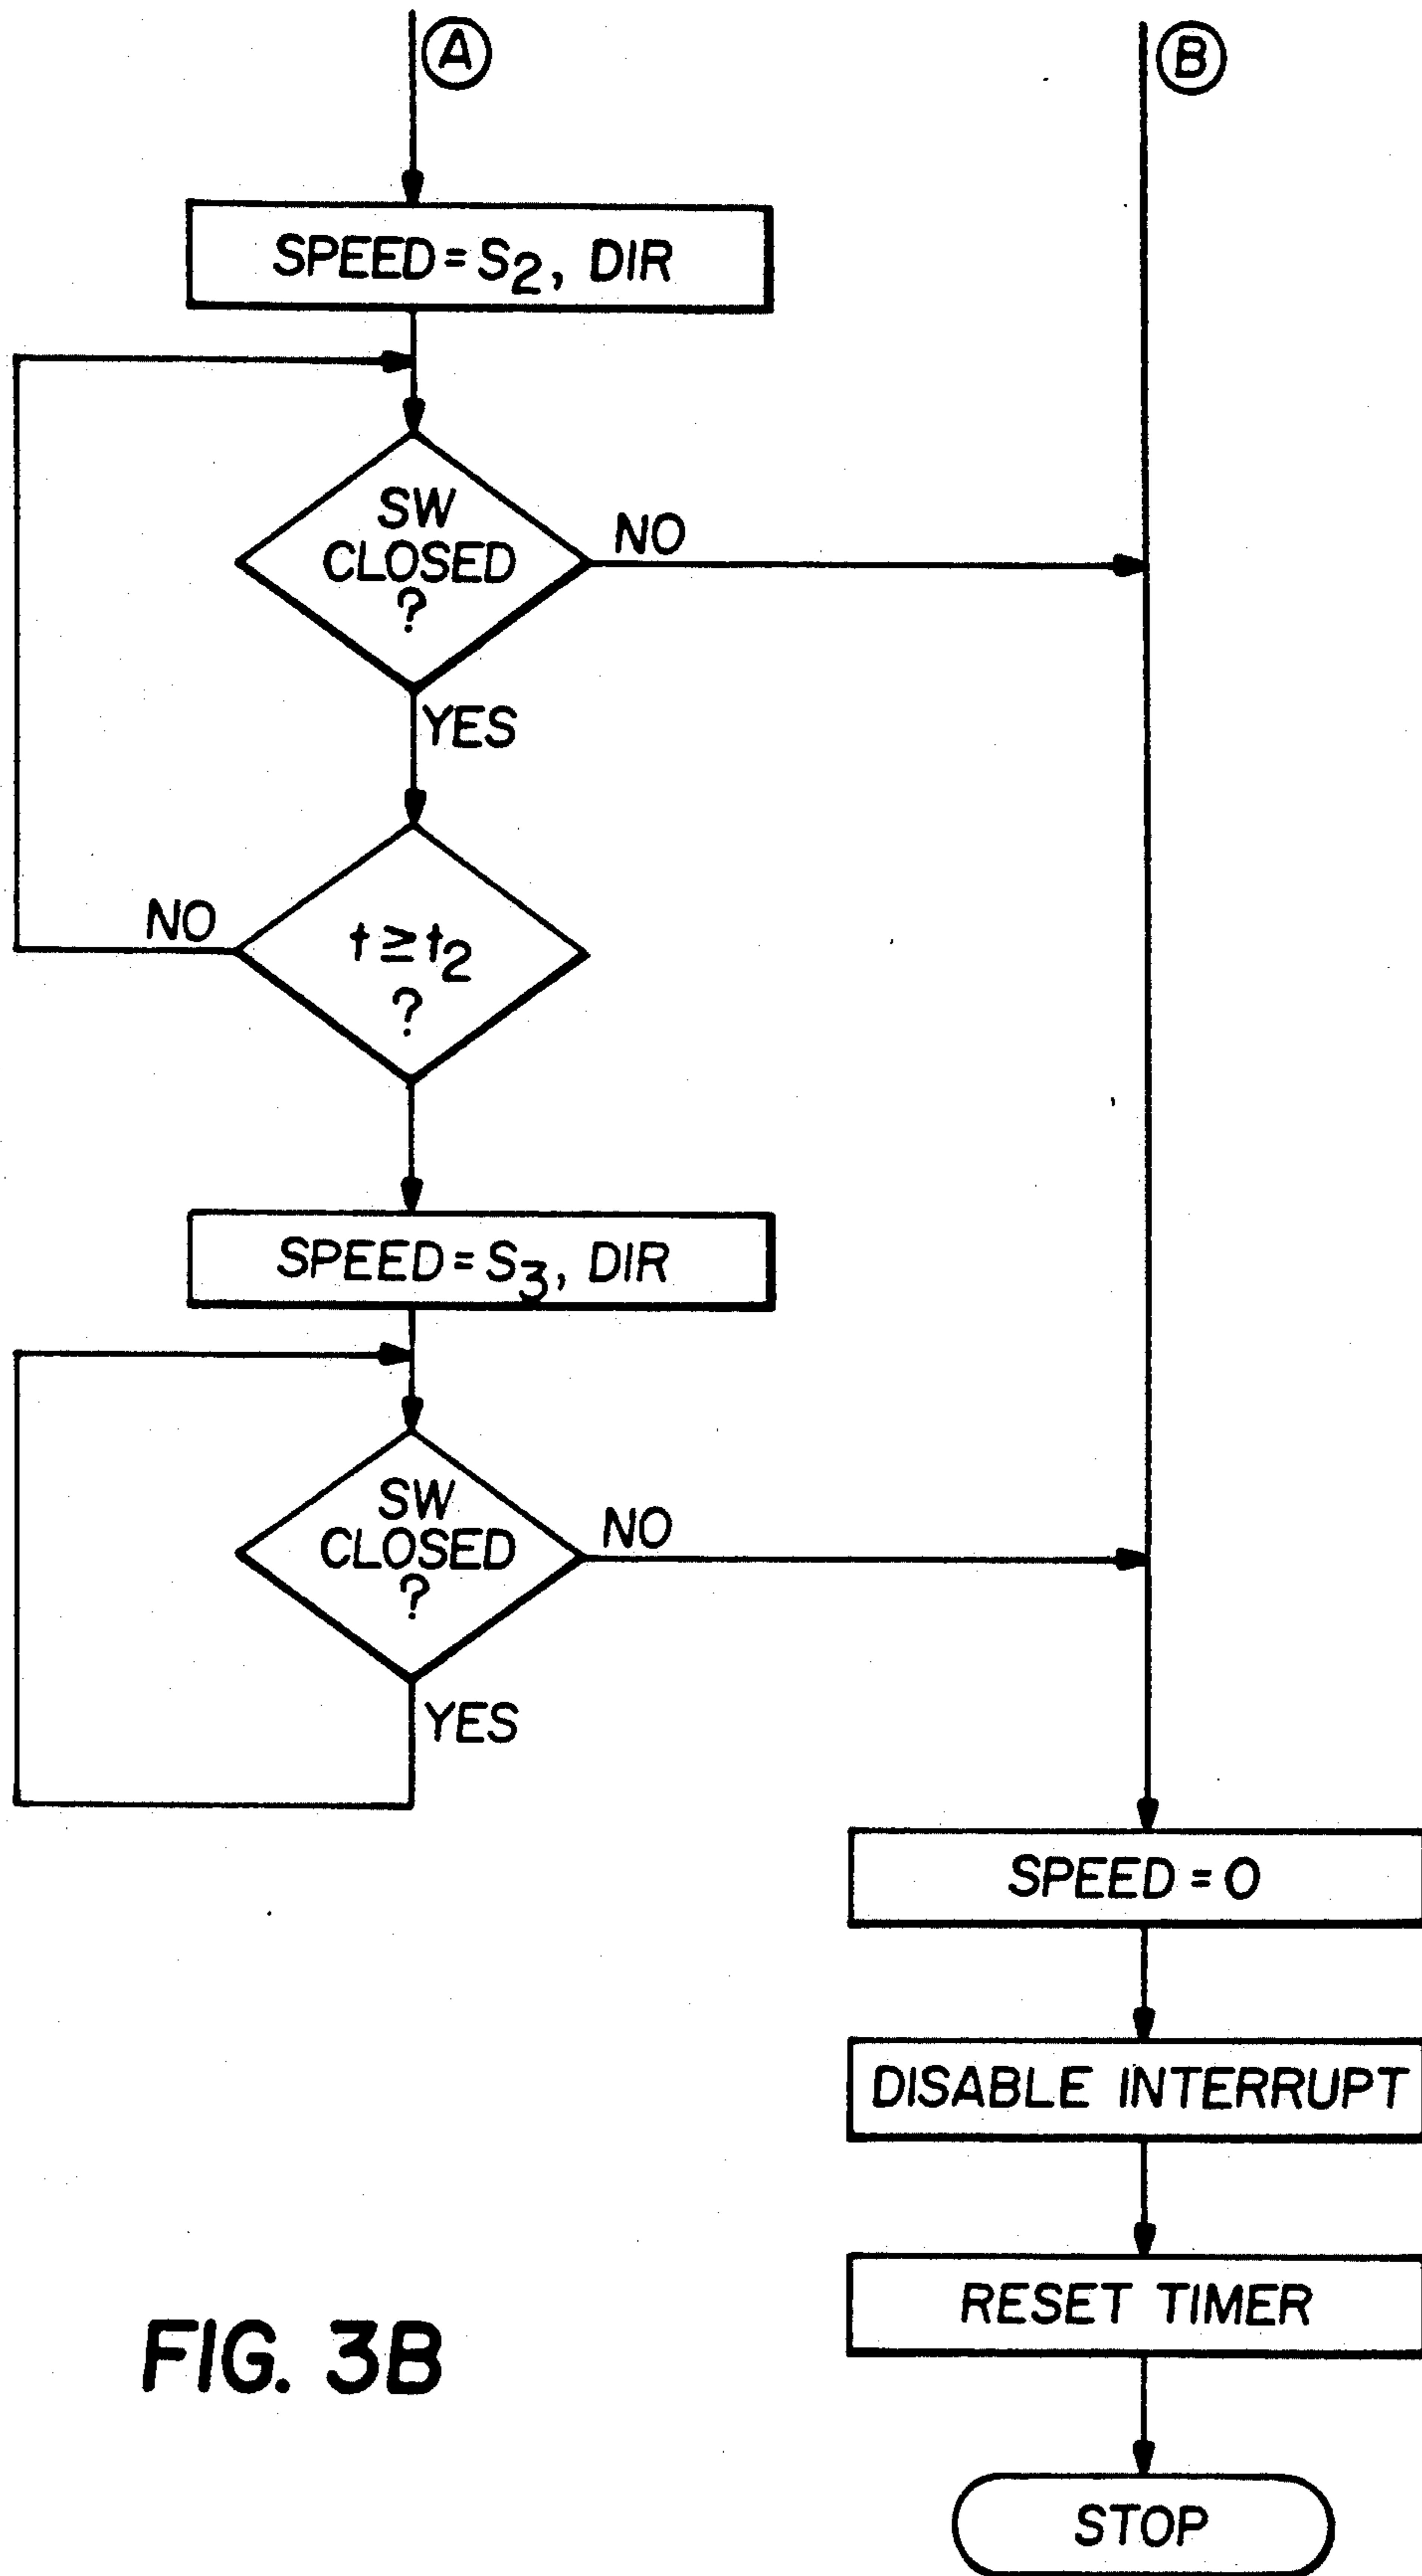 A
B
SPEED = S2, DIR
SW
CLOSED
?
NO
YES
NO
t ≥ t2
?
SPEED = S3, DIR
SW
CLOSED
?
NO
YES
SPEED = 0
DISABLE INTERRUPT
RESET TIMER
STOP
FIG. 3B